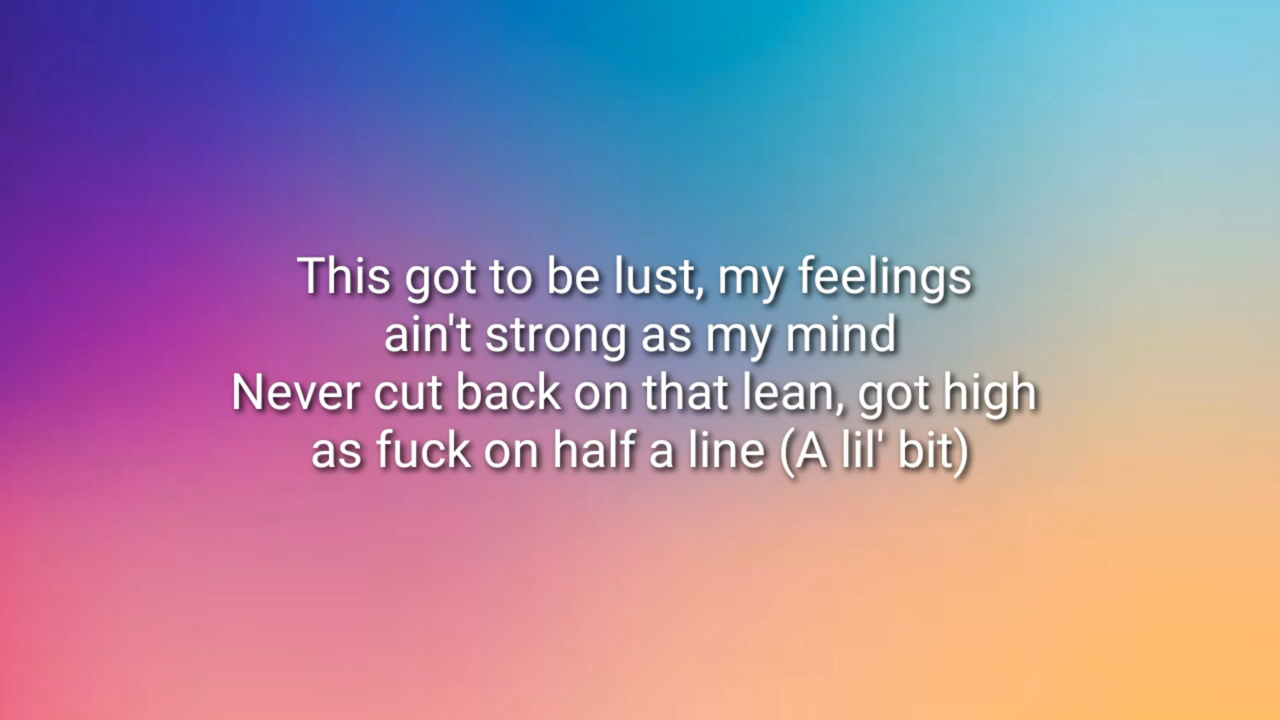 This got to be lust, my feelings
ain't strong as my mind
Never cut back on that lean, got high
as fuck on half a line (A lil' bit)